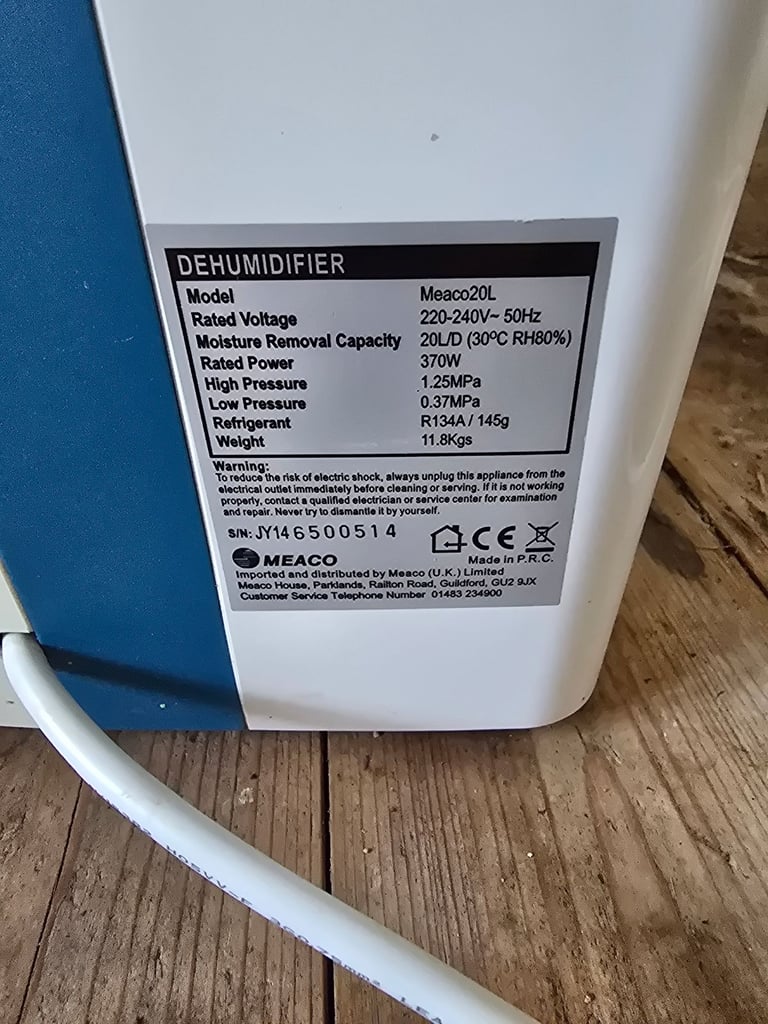 DEHUMIDIFIER
Model Meaco20L
Rated Voltage 220-240V~ 50Hz
Moisture Removal Capacity 20L/D (30ºC RH80%)
Rated Power 370W
High Pressure 1.25MPa
Low Pressure 0.37MPa
Refrigerant R134A / 145g
Weight 11.8Kgs
Warning:
To reduce the risk of electric shock, always unplug this appliance from the
electrical outlet immediately before cleaning or serving. If it is not working
properly, contact a qualified electrician or service center for examination
and repair. Never try to dismantle it by yourself.
S/N: JY146500514
CE
MEACO
Made in P.R.C.
Imported and distributed by Meaco (U.K.) Limited
Meaco House, Parklands, Railton Road, Guildford, GU2 9JX
Customer Service Telephone Number 01483 234900
H05VV-F